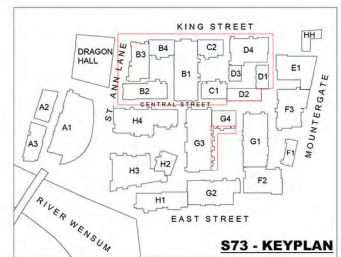 KING STREET
HH
DRAGON
HALL
ST. ANN LANE
B3
B4
C2
D4
B1
E1
D3
D1
B2
C1
D2
CENTRAL STREET
A2
A1
A3
H4
G4
F3
MOUNTERGATE
G3
G1
F1
H3
H2
F2
G2
H1
RIVER WENSUM
EAST STREET
S73 - KEYPLAN